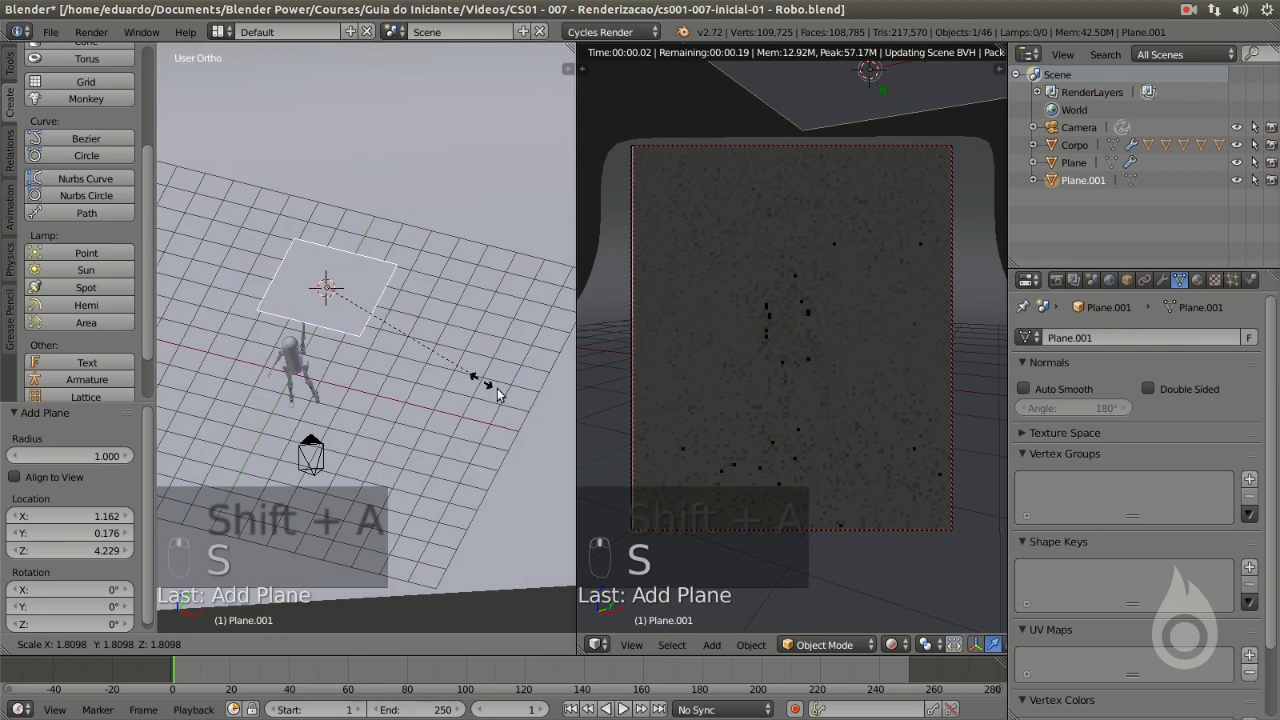 Blender* [/home/eduardo/Documents/Blender Power/Courses/Guia do Iniciante/Videos/CS01 - 007 - Renderizacao/cs001-007-inicial-01 - Robo.blend]
File Render Window Help Default Scene Cycles Render v2.72 | Verts:109,725 | Faces:108,785 | Tris:217,570 | Objects:1/46 | Lamps:0/0 | Mem:42.50M | Plane.001
Tools
Create
Relations
Animation
Physics
Grease Pencil
Torus
Grid
Monkey
Curve:
Bezier
Circle
Nurbs Curve
Nurbs Circle
Path
Lamp:
Point
Sun
Spot
Hemi
Area
Other:
Text
Armature
Lattice
Add Plane
Radius
1.000
Align to View
Location
X: 1.162
Y: 0.176
Z: 4.229
Rotation
X: 0°
Y: 0°
Z: 0°
User Ortho
Shift + A
S
Last: Add Plane
(1) Plane.001
Scale X: 1.8098 Y: 1.8098 Z: 1.8098
Time:00:00.02 | Remaining:00:00.19 | Mem:12.92M, Peak:57.17M | Updating Scene BVH | Pack
Shift + A
S
Last: Add Plane
(1) Plane.001
View Select Add Object Object Mode
View Search All Scenes
Scene
RenderLayers
World
Camera
Corpo
Plane
Plane.001
Plane.001 Plane.001
Plane.001 F
Normals
Auto Smooth Double Sided
Angle: 180°
Texture Space
Vertex Groups
Shape Keys
UV Maps
Vertex Colors
-40 -20 0 20 40 60 80 100 120 140 160 180 200 220 240 260 280
View Marker Frame Playback Start: 1 End: 250 1 No Sync